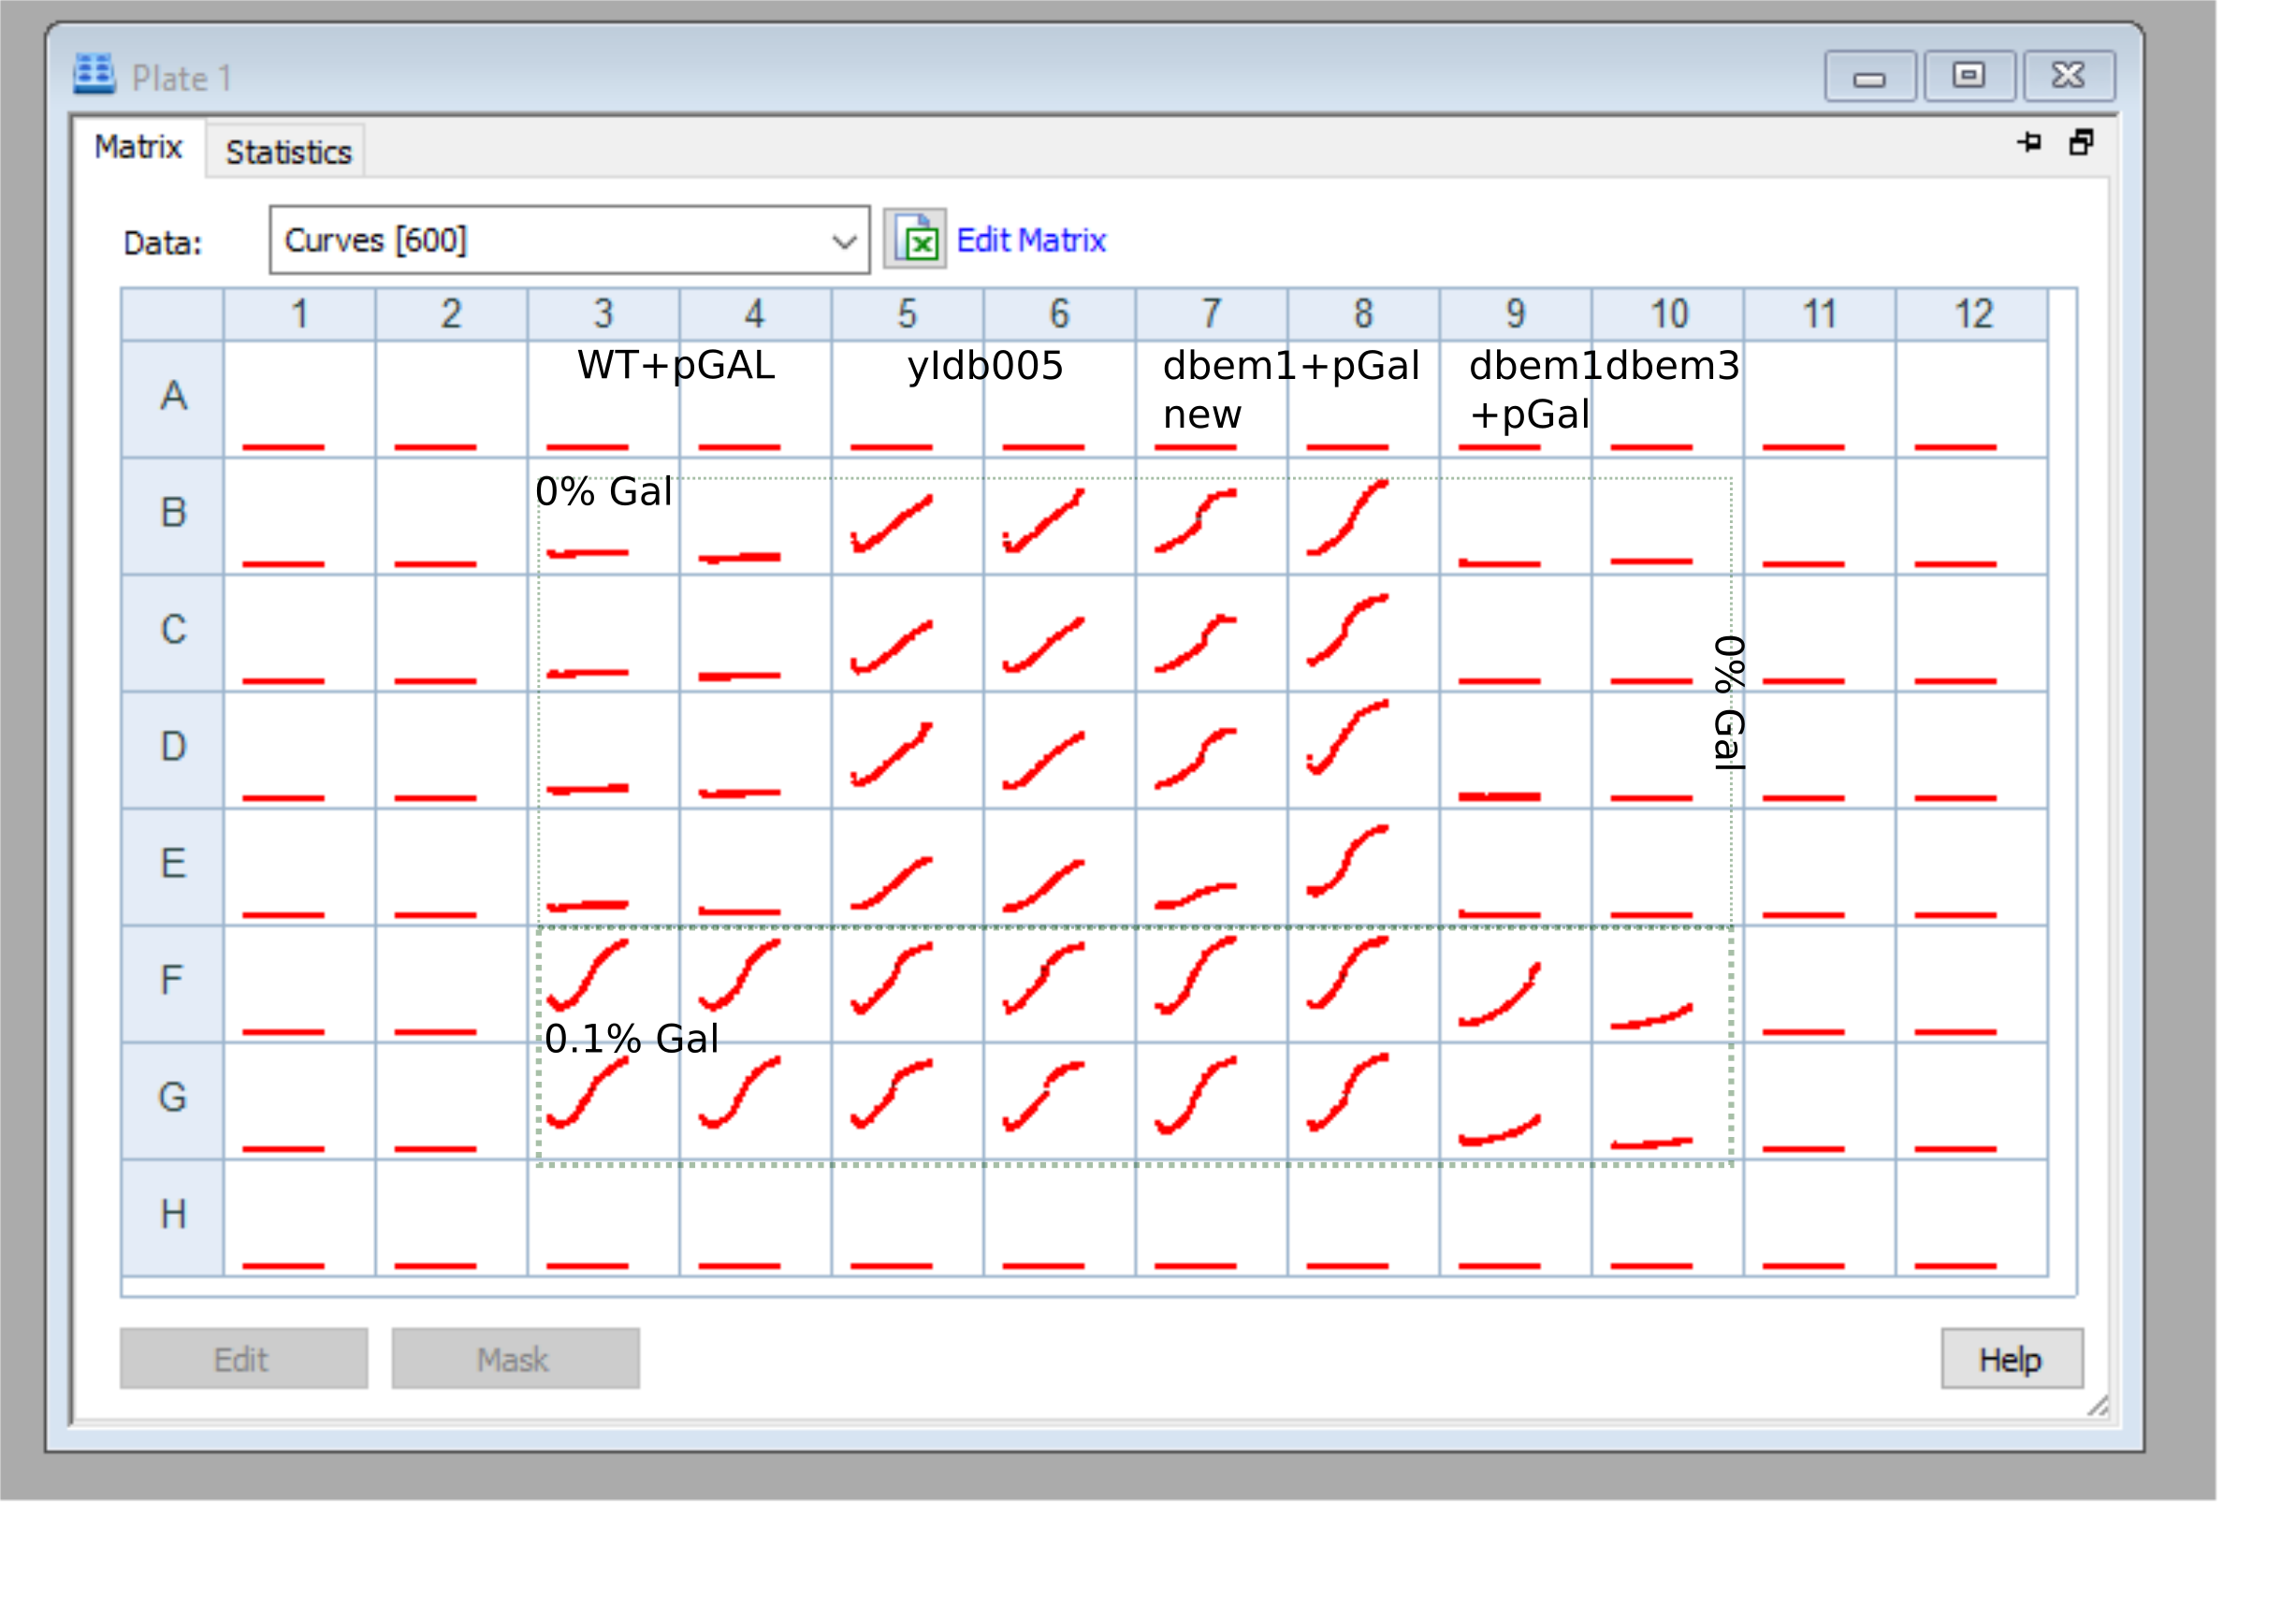 Plate 1
Matrix Statistics
Data: Curves [600] Edit Matrix
1 2 3 4 5 6 7 8 9 10 11 12
A WT+pGAL yldb005 dbem1+pGal new dbem1dbem3 +pGal
B 0% Gal
C
0% Gal
D
E
F
0.1% Gal
G
H
Edit Mask Help